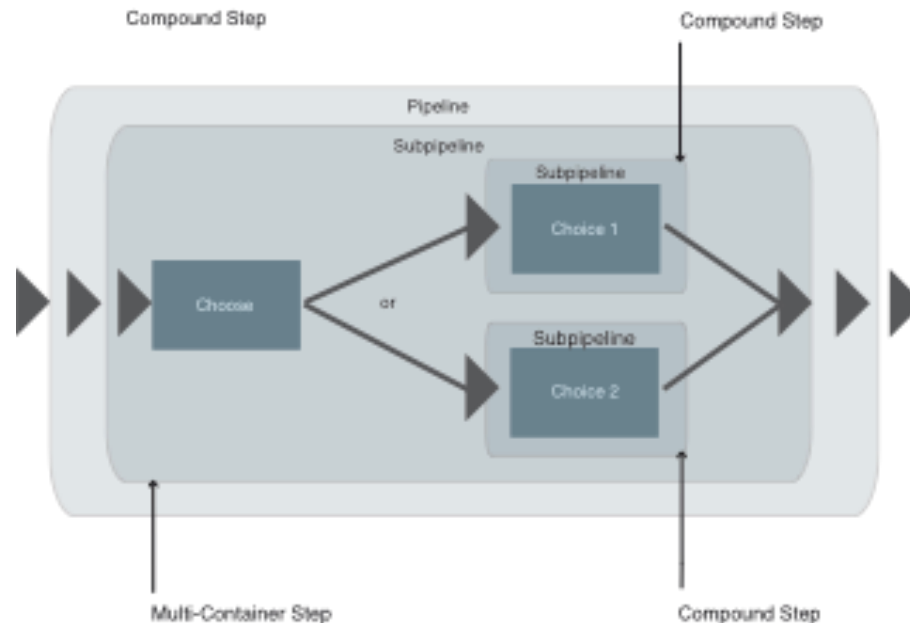 Compound Step
Compound Step
Pipeline
Subpipeline
Subpipeline
Choice 1
Choose
or
Subpipeline
Choice 2
Multi-Container Step
Compound Step